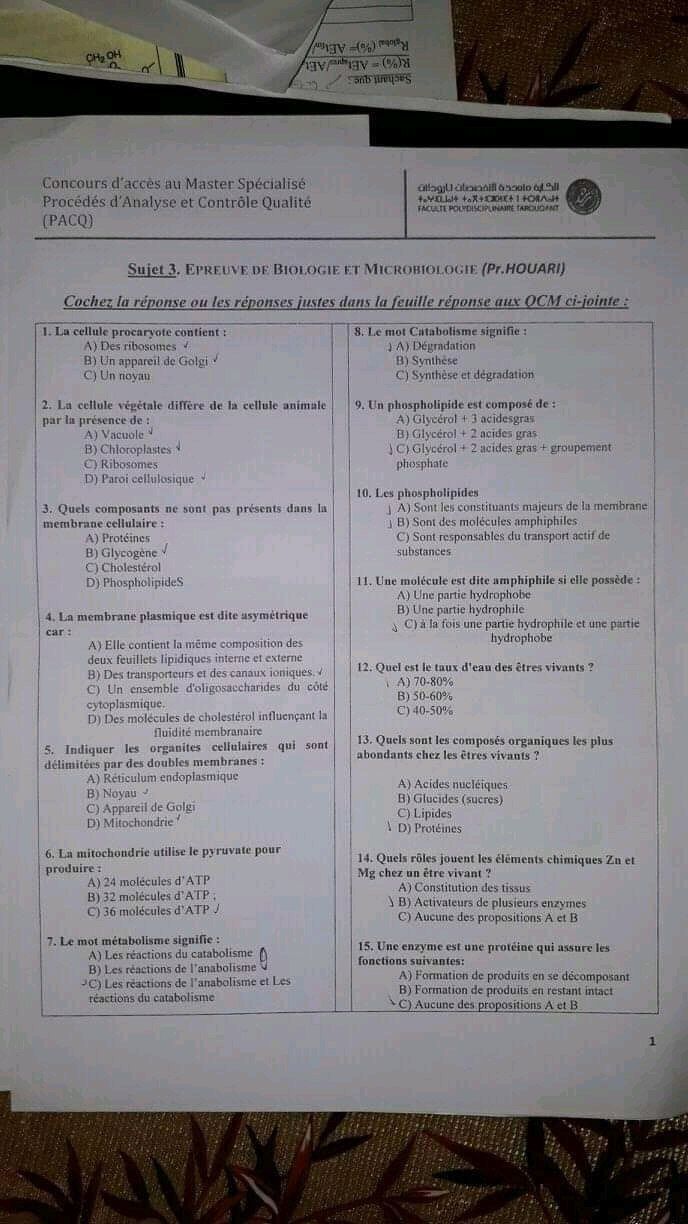 CH₂ OH
Rglobal (%)= AEtfin/
R(%) = AEtaprès/AEt
Sachant que :
Concours d'accès au Master Spécialisé
Procédés d'Analyse et Contrôle Qualité
(PACQ)
الكلية متعددة التخصصات تارودانت
FACULTE POLYDISCIPLINAIRE TAROUDANT
Sujet 3. EPREUVE DE BIOLOGIE ET MICROBIOLOGIE (Pr.HOUARI)
Cochez la réponse ou les réponses justes dans la feuille réponse aux QCM ci-jointe :
1. La cellule procaryote contient :
A) Des ribosomes
B) Un appareil de Golgi
C) Un noyau
2. La cellule végétale diffère de la cellule animale
par la présence de :
A) Vacuole
B) Chloroplastes
C) Ribosomes
D) Paroi cellulosique
3. Quels composants ne sont pas présents dans la
membrane cellulaire :
A) Protéines
B) Glycogène
C) Cholestérol
D) PhospholipideS
4. La membrane plasmique est dite asymétrique
car :
A) Elle contient la même composition des
deux feuillets lipidiques interne et externe
B) Des transporteurs et des canaux ioniques.
C) Un ensemble d'oligosaccharides du côté
cytoplasmique.
D) Des molécules de cholestérol influençant la
fluidité membranaire
5. Indiquer les organites cellulaires qui sont
délimitées par des doubles membranes :
A) Réticulum endoplasmique
B) Noyau
C) Appareil de Golgi
D) Mitochondrie
6. La mitochondrie utilise le pyruvate pour
produire :
A) 24 molécules d'ATP
B) 32 molécules d'ATP ;
C) 36 molécules d'ATP
7. Le mot métabolisme signifie :
A) Les réactions du catabolisme
B) Les réactions de l'anabolisme
C) Les réactions de l'anabolisme et Les
réactions du catabolisme
8. Le mot Catabolisme signifie :
A) Dégradation
B) Synthèse
C) Synthèse et dégradation
9. Un phospholipide est composé de :
A) Glycérol + 3 acidesgras
B) Glycérol + 2 acides gras
C) Glycérol + 2 acides gras + groupement
phosphate
10. Les phospholipides
A) Sont les constituants majeurs de la membrane
B) Sont des molécules amphiphiles
C) Sont responsables du transport actif de
substances
11. Une molécule est dite amphiphile si elle possède :
A) Une partie hydrophobe
B) Une partie hydrophile
C) à la fois une partie hydrophile et une partie
hydrophobe
12. Quel est le taux d'eau des êtres vivants ?
A) 70-80%
B) 50-60%
C) 40-50%
13. Quels sont les composés organiques les plus
abondants chez les êtres vivants ?
A) Acides nucléiques
B) Glucides (sucres)
C) Lipides
D) Protéines
14. Quels rôles jouent les éléments chimiques Zn et
Mg chez un être vivant ?
A) Constitution des tissus
B) Activateurs de plusieurs enzymes
C) Aucune des propositions A et B
15. Une enzyme est une protéine qui assure les
fonctions suivantes:
A) Formation de produits en se décomposant
B) Formation de produits en restant intact
C) Aucune des propositions A et B
1